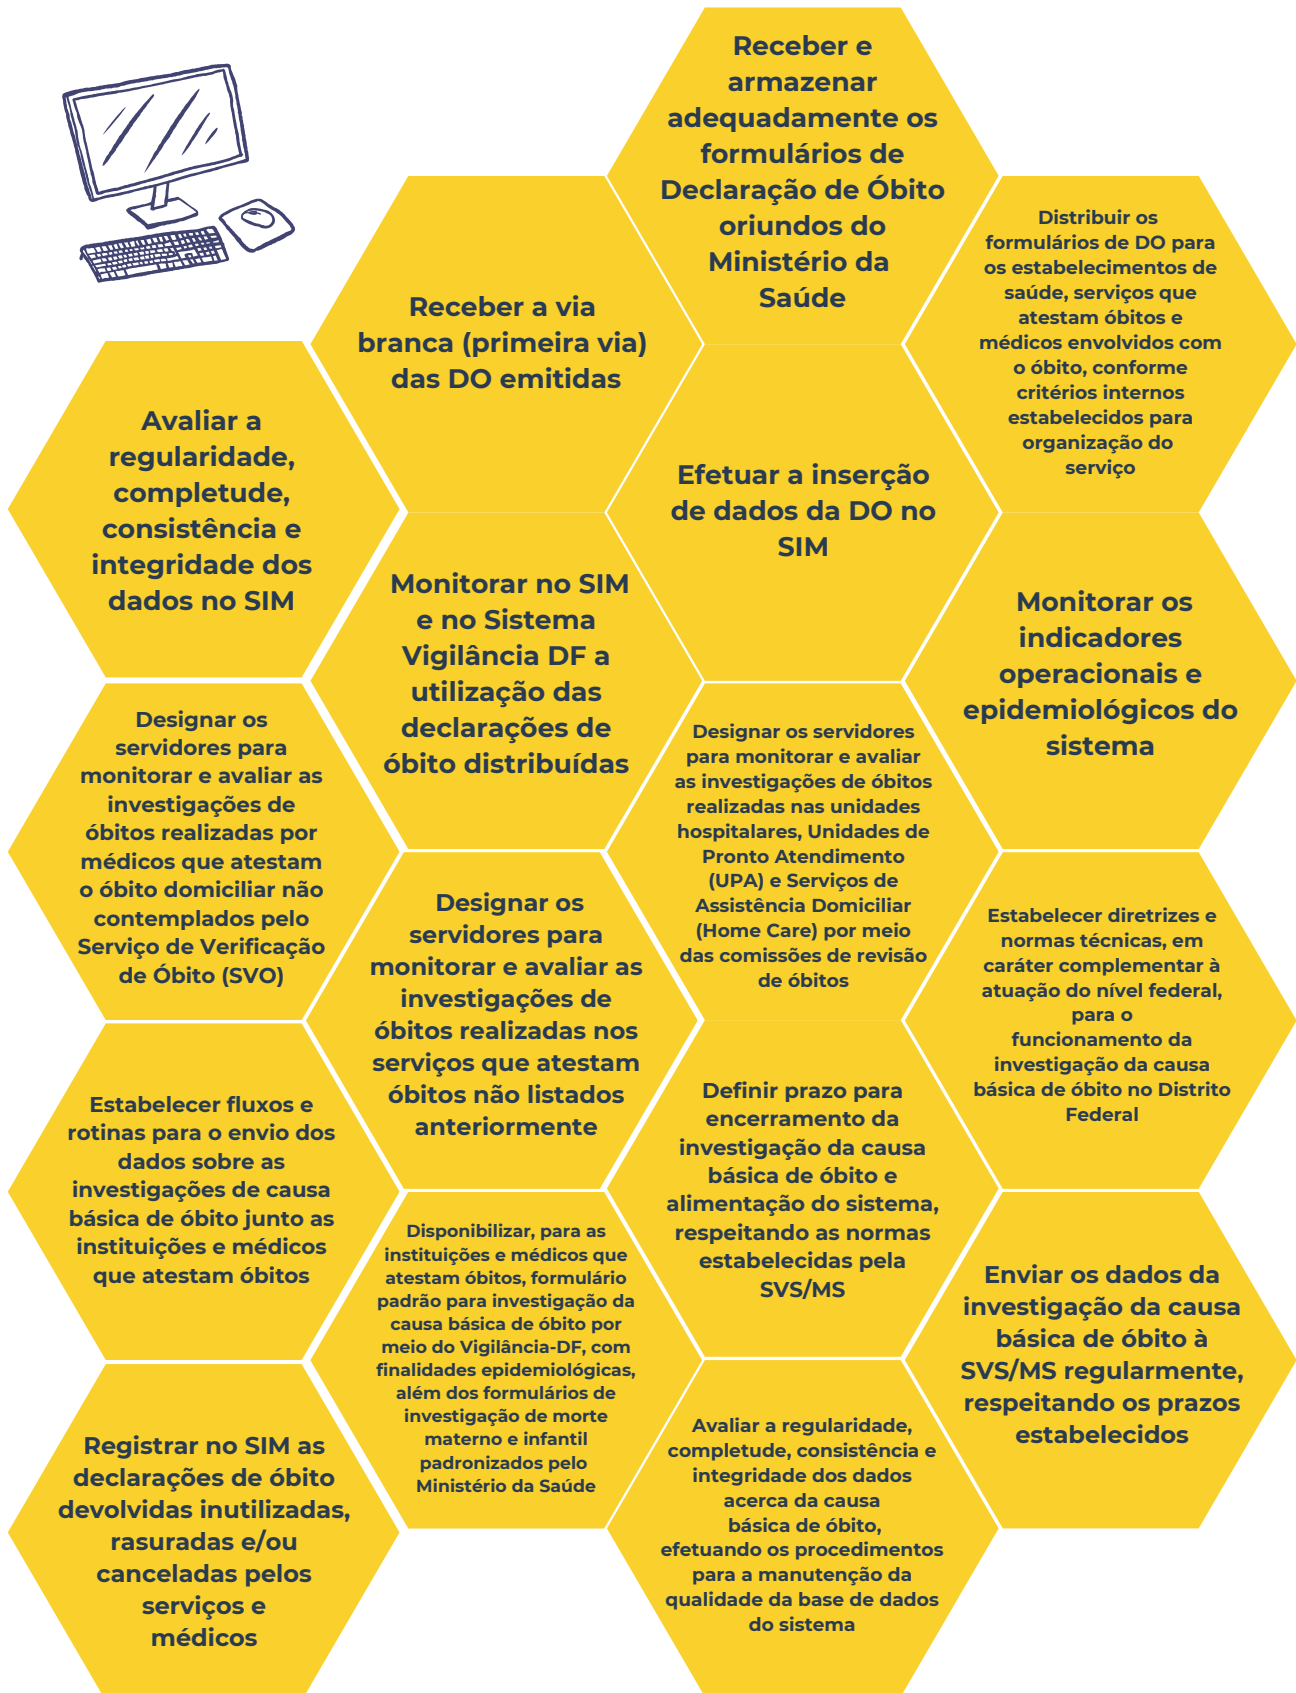 Receber e
armazenar
adequadamente os
formulários de
Declaração de Óbito
oriundos do
Ministério da
Saúde
Distribuir os
formulários de DO para
os estabelecimentos de
saúde, serviços que
atestam óbitos e
médicos envolvidos com
o óbito, conforme
critérios internos
estabelecidos para
organização do
serviço
Receber a via
branca (primeira via)
das DO emitidas
Avaliar a
regularidade,
completude,
consistência e
integridade dos
dados no SIM
Efetuar a inserção
de dados da DO no
SIM
Monitorar no SIM
e no Sistema
Vigilância DF a
utilização das
declarações de
óbito distribuídas
Monitorar os
indicadores
operacionais e
epidemiológicos do
sistema
Designar os
servidores para
monitorar e avaliar as
investigações de
óbitos realizadas por
médicos que atestam
o óbito domiciliar não
contemplados pelo
Serviço de Verificação
de Óbito (SVO)
Designar os servidores
para monitorar e avaliar
as investigações de óbitos
realizadas nas unidades
hospitalares, Unidades de
Pronto Atendimento
(UPA) e Serviços de
Assistência Domiciliar
(Home Care) por meio
das comissões de revisão
de óbitos
Designar os
servidores para
monitorar e avaliar as
investigações de
óbitos realizadas nos
serviços que atestam
óbitos não listados
anteriormente
Estabelecer diretrizes e
normas técnicas, em
caráter complementar à
atuação do nível federal,
para o
funcionamento da
investigação da causa
básica de óbito no Distrito
Federal
Estabelecer fluxos e
rotinas para o envio dos
dados sobre as
investigações de causa
básica de óbito junto as
instituições e médicos
que atestam óbitos
Definir prazo para
encerramento da
investigação da causa
básica de óbito e
alimentação do sistema,
respeitando as normas
estabelecidas pela
SVS/MS
Disponibilizar, para as
instituições e médicos que
atestam óbitos, formulário
padrão para investigação da
causa básica de óbito por
meio do Vigilância-DF, com
finalidades epidemiológicas,
além dos formulários de
investigação de morte
materno e infantil
padronizados pelo
Ministério da Saúde
Enviar os dados da
investigação da causa
básica de óbito à
SVS/MS regularmente,
respeitando os prazos
estabelecidos
Registrar no SIM as
declarações de óbito
devolvidas inutilizadas,
rasuradas e/ou
canceladas pelos
serviços e
médicos
Avaliar a regularidade,
completude, consistência e
integridade dos dados
acerca da causa
básica de óbito,
efetuando os procedimentos
para a manutenção da
qualidade da base de dados
do sistema